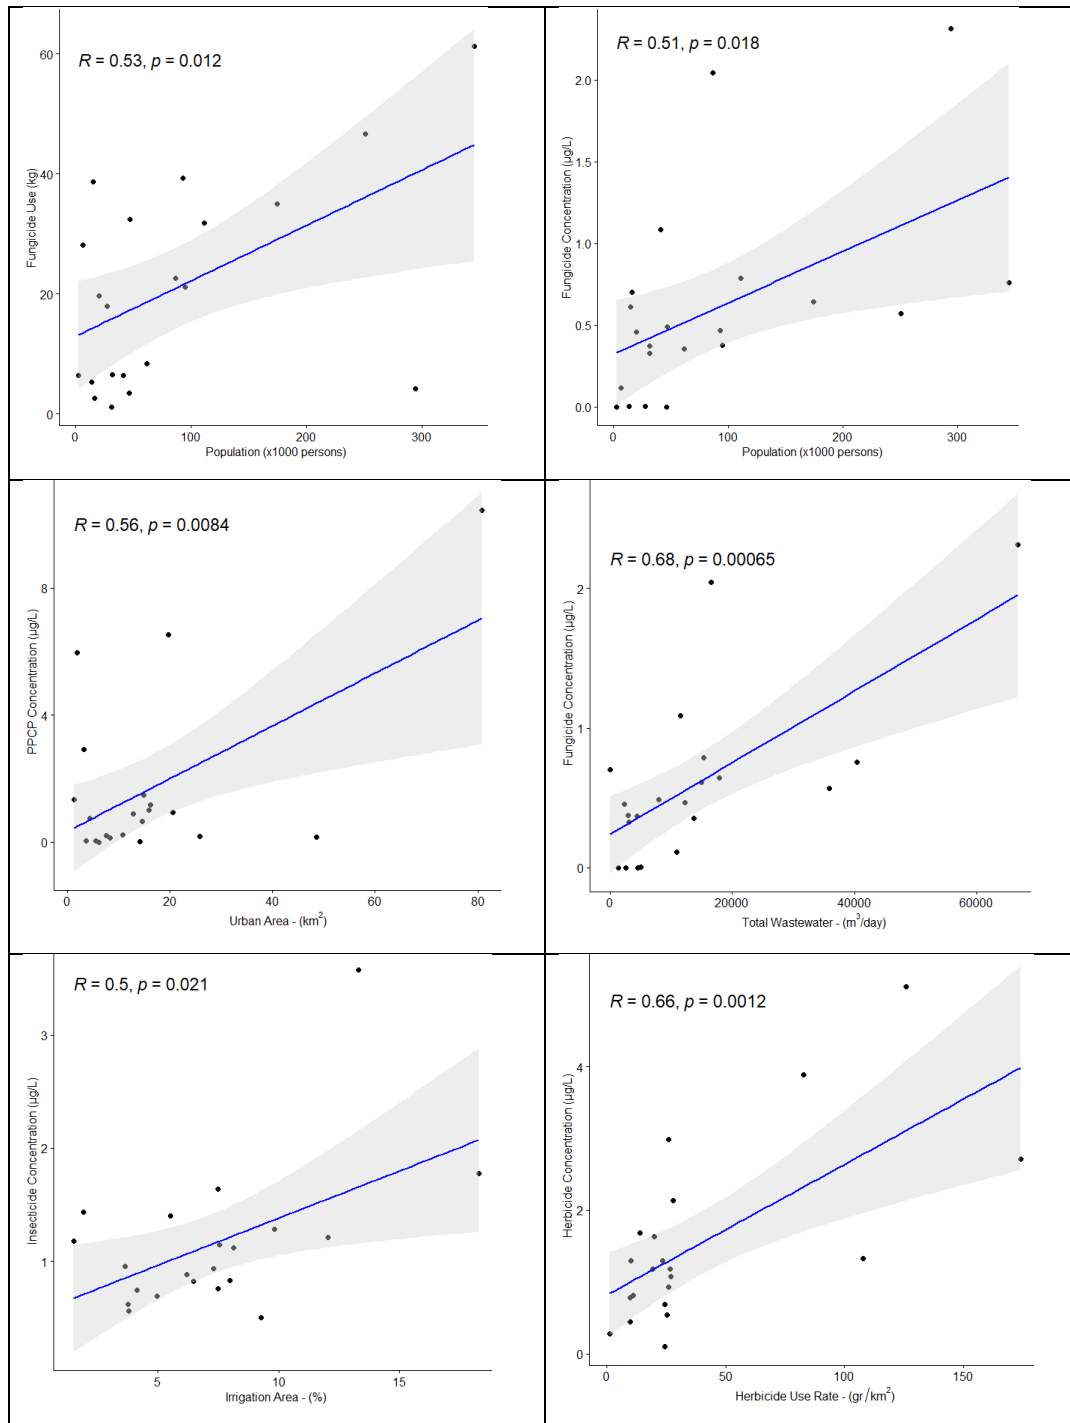 R = 0.53, p = 0.012
60
40
20
0
Fungicide Use (kg)
0 100 200 300
Population (x1000 persons)
R = 0.51, p = 0.018
2.0
1.5
1.0
0.5
0.0
Fungicide Concentration (µg/L)
0 100 200 300
Population (x1000 persons)
R = 0.56, p = 0.0084
8
4
0
PPCP Concentration (µg/L)
0 20 40 60 80
Urban Area - (km²)
R = 0.68, p = 0.00065
2
1
0
Fungicide Concentration (µg/L)
0 20000 40000 60000
Total Wastewater - (m³/day)
R = 0.5, p = 0.021
3
2
1
Insecticide Concentration (µg/L)
5 10 15
Irrigation Area - (%)
R = 0.66, p = 0.0012
4
2
0
Herbicide Concentration (µg/L)
0 50 100 150
Herbicide Use Rate - (gr/km²)